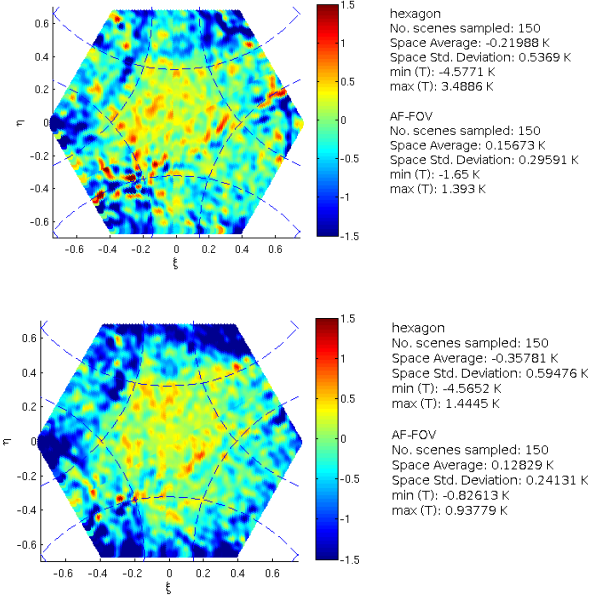 1.5
1
0.5
0
-0.5
-1
-1.5
0.6
0.4
0.2
0
-0.2
-0.4
-0.6
η
-0.6 -0.4 -0.2 0 0.2 0.4 0.6
ξ
hexagon
No. scenes sampled: 150
Space Average: -0.21988 K
Space Std. Deviation: 0.5369 K
min (T): -4.5771
max (T): 3.4886 K
AF-FOV
No. scenes sampled: 150
Space Average: 0.15673 K
Space Std. Deviation: 0.29591 K
min (T): -1.65 K
max (T): 1.393 K
1.5
1
0.5
0
-0.5
-1
-1.5
0.6
0.4
0.2
0
-0.2
-0.4
-0.6
η
-0.6 -0.4 -0.2 0 0.2 0.4 0.6
ξ
hexagon
No. scenes sampled: 150
Space Average: -0.35781 K
Space Std. Deviation: 0.59476 K
min (T): -4.5652 K
max (T): 1.4445 K
AF-FOV
No. scenes sampled: 150
Space Average: 0.12829 K
Space Std. Deviation: 0.24131 K
min (T): -0.82613 K
max (T): 0.93779 K